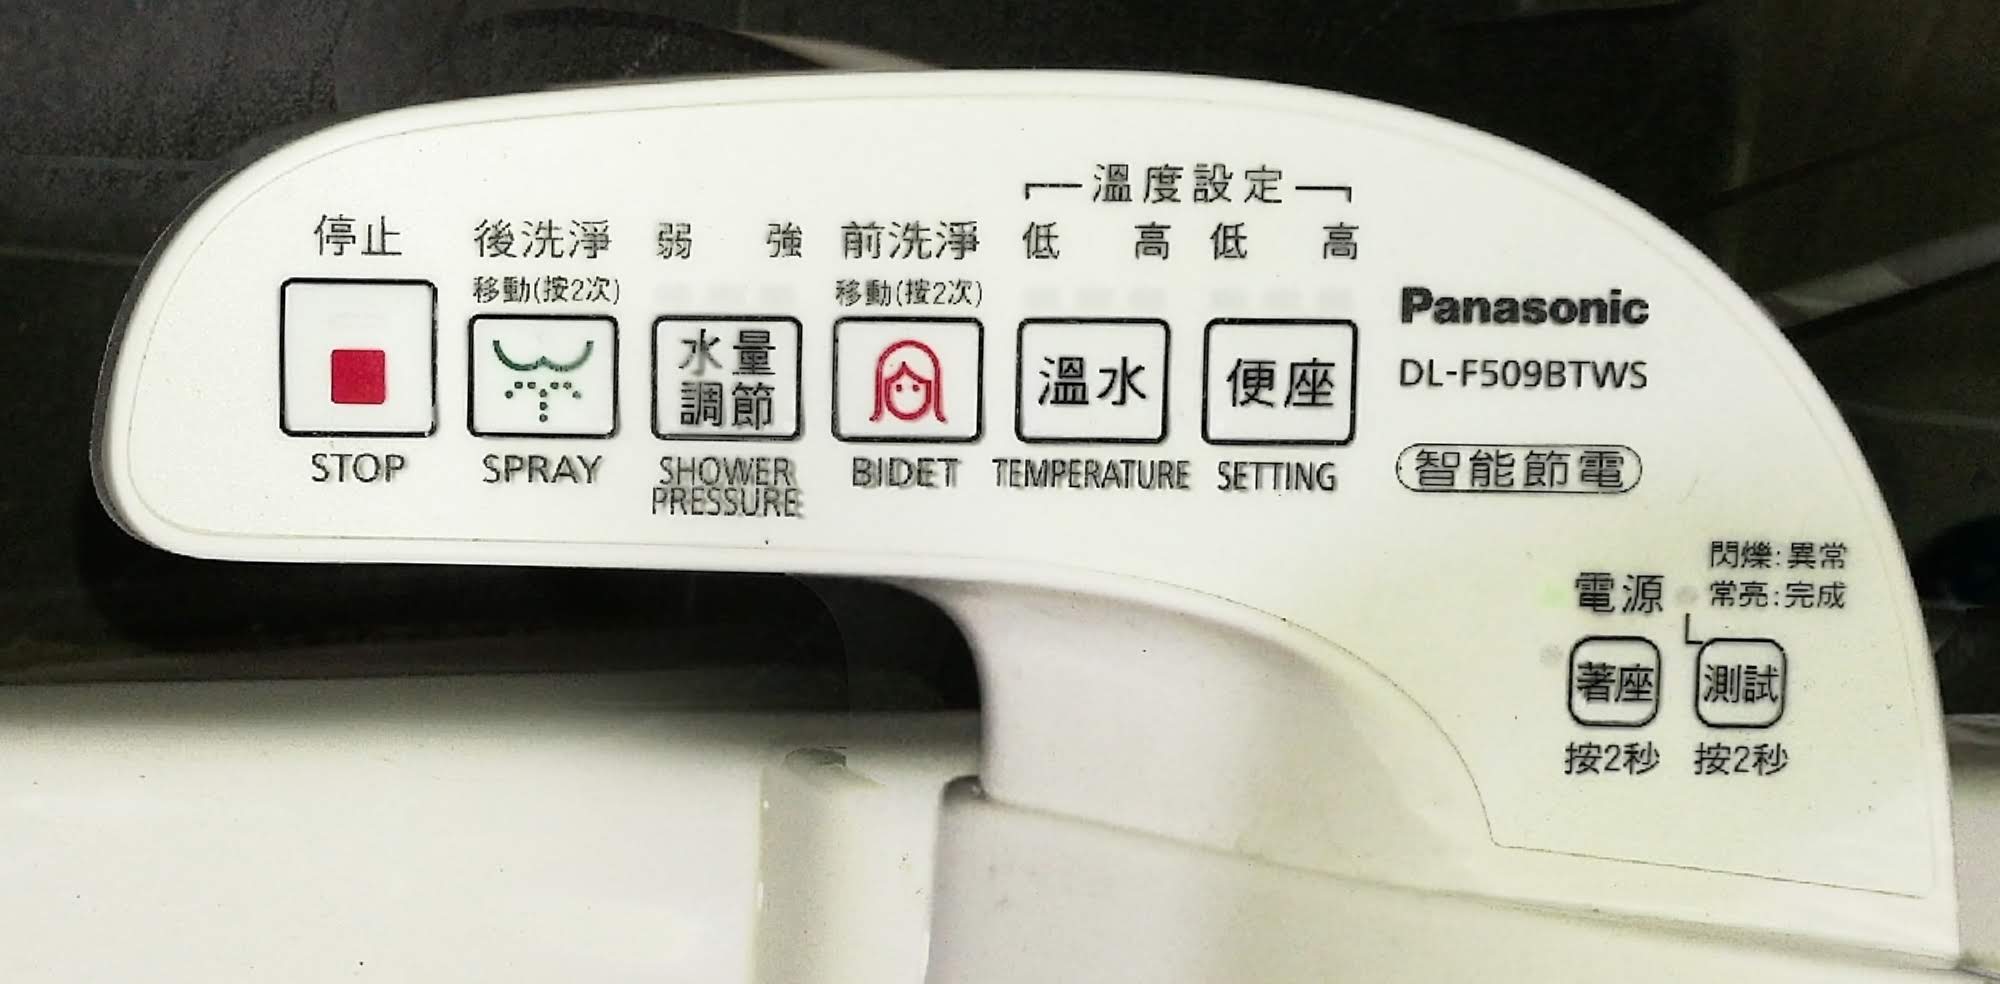 溫度設定
停止
後洗淨
弱 強
前洗淨
低 高
低 高
移動(按2次)
移動(按2次)
水量
調節
溫水
便座
STOP
SPRAY
SHOWER
PRESSURE
BIDET
TEMPERATURE
SETTING
Panasonic
DL-F509BTWS
智能節電
閃爍:異常
常亮:完成
電源
著座
測試
按2秒
按2秒